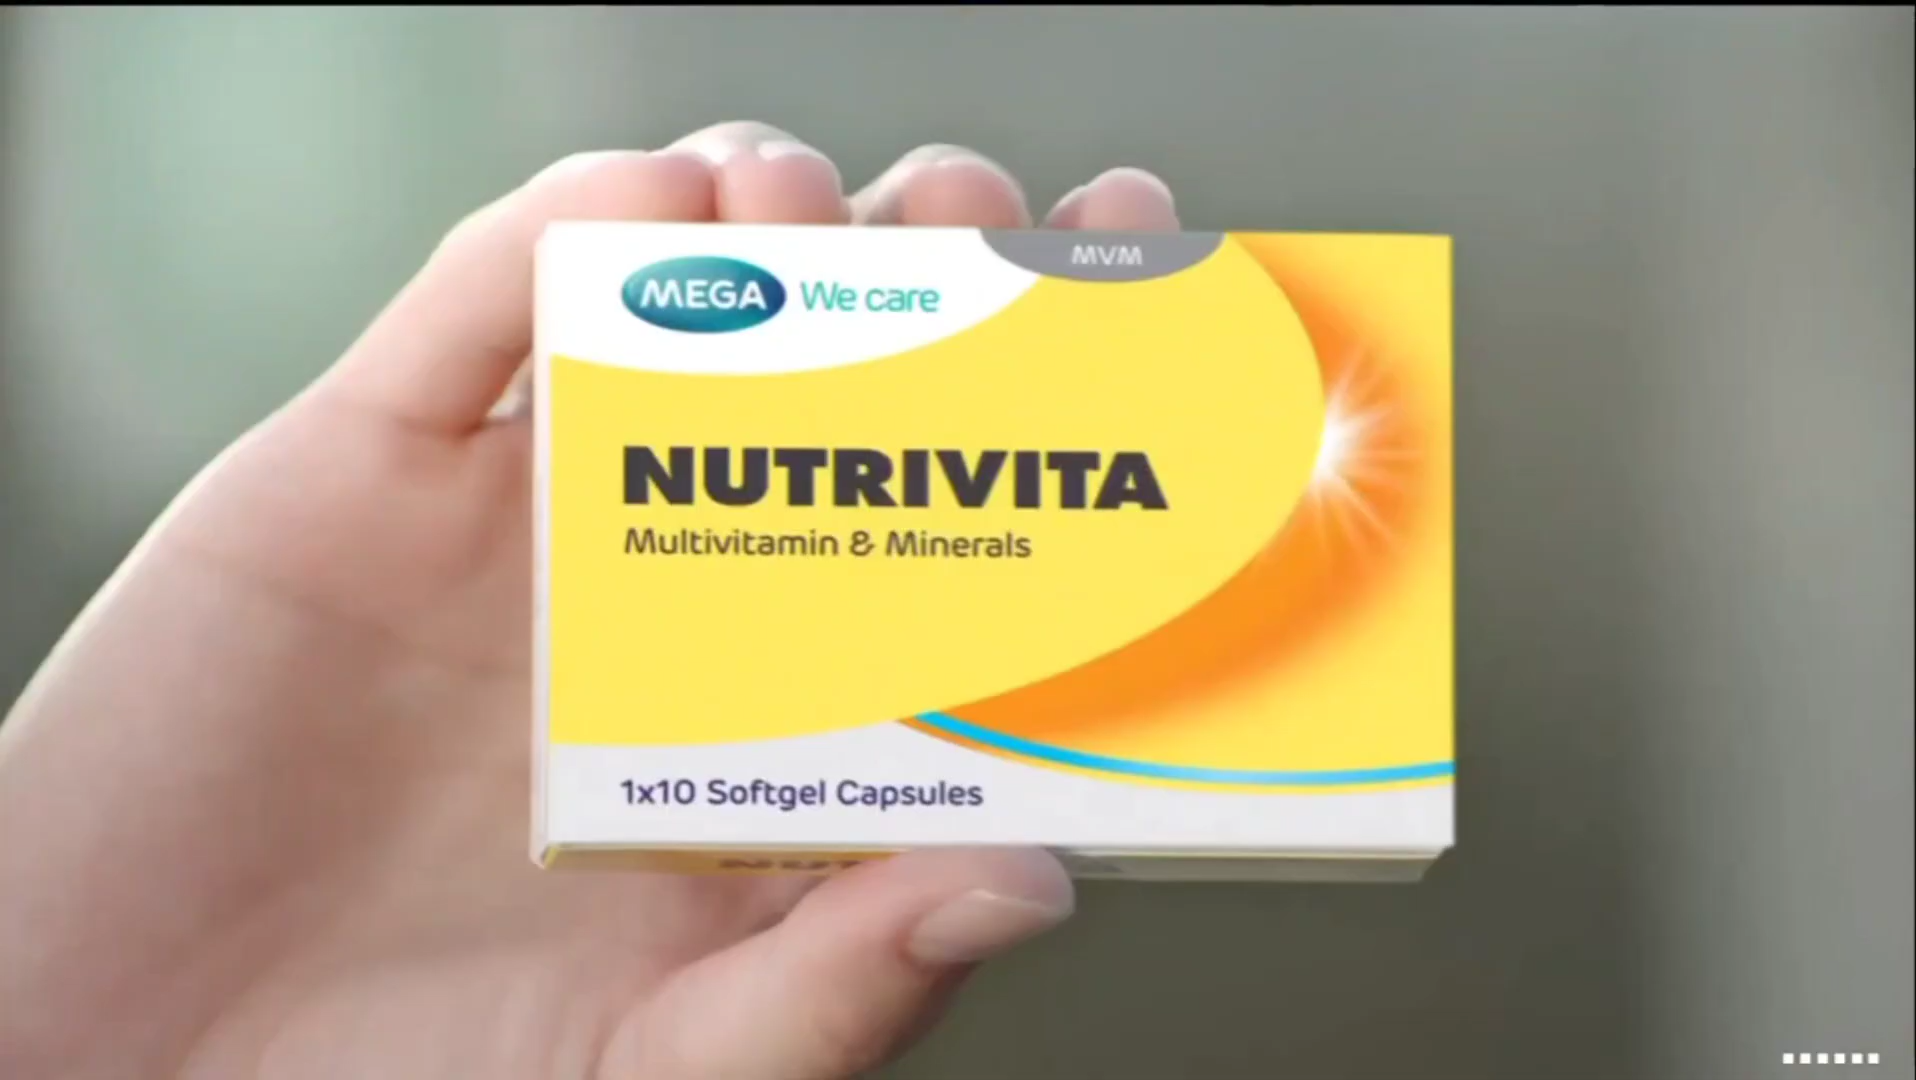 MVM
MEGA We care
NUTRIVITA
Multivitamin & Minerals
1x10 Softgel Capsules